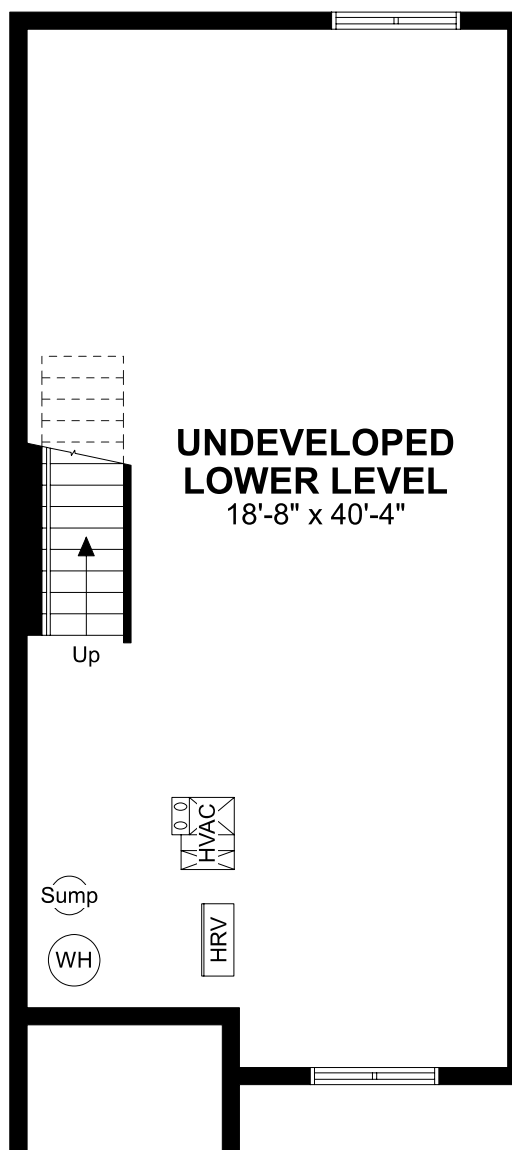 UNDEVELOPED
LOWER LEVEL
18'-8" x 40'-4"
Up
HVAC
Sump
HRV
WH